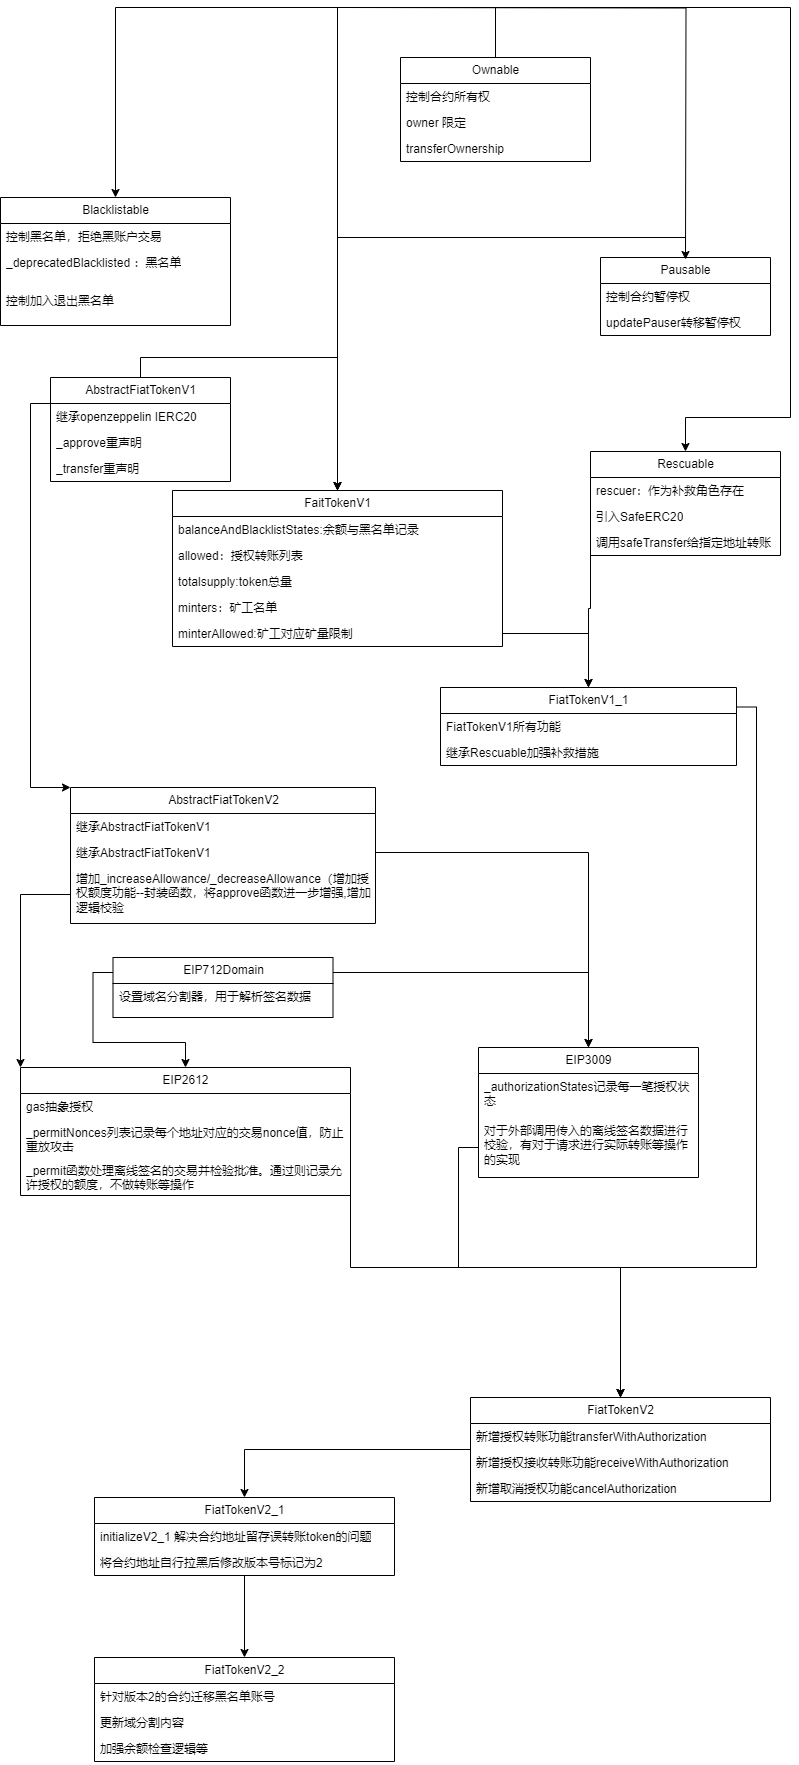 Ownable
控制合约所有权
owner 限定
transferOwnership
Blacklistable
控制黑名单，拒绝黑账户交易
_deprecatedBlacklisted ：黑名单
控制加入退出黑名单
Pausable
控制合约暂停权
updatePauser转移暂停权
AbstractFiatTokenV1
继承openzeppelin IERC20
_approve重声明
_transfer重声明
Rescuable
rescuer：作为补救角色存在
引入SafeERC20
调用safeTransfer给指定地址转账
FaitTokenV1
balanceAndBlacklistStates:余额与黑名单记录
allowed：授权转账列表
totalsupply:token总量
minters：矿工名单
minterAllowed:矿工对应矿量限制
FiatTokenV1_1
FiatTokenV1所有功能
继承Rescuable加强补救措施
AbstractFiatTokenV2
继承AbstractFiatTokenV1
继承AbstractFiatTokenV1
增加_increaseAllowance/_decreaseAllowance（增加授
权额度功能--封装函数，将approve函数进一步增强,增加
逻辑校验
EIP712Domain
设置域名分割器，用于解析签名数据
EIP2612
gas抽象授权
_permitNonces列表记录每个地址对应的交易nonce值，防止
重放攻击
_permit函数处理离线签名的交易并检验批准。通过则记录允
许授权的额度，不做转账等操作
EIP3009
_authorizationStates记录每一笔授权状
态
对于外部调用传入的离线签名数据进行
校验，有对于请求进行实际转账等操作
的实现
FiatTokenV2
新增授权转账功能transferWithAuthorization
新增授权接收转账功能receiveWithAuthorization
新增取消授权功能cancelAuthorization
FiatTokenV2_1
initializeV2_1 解决合约地址留存误转账token的问题
将合约地址自行拉黑后修改版本号标记为2
FiatTokenV2_2
针对版本2的合约迁移黑名单账号
更新域分割内容
加强余额检查逻辑等